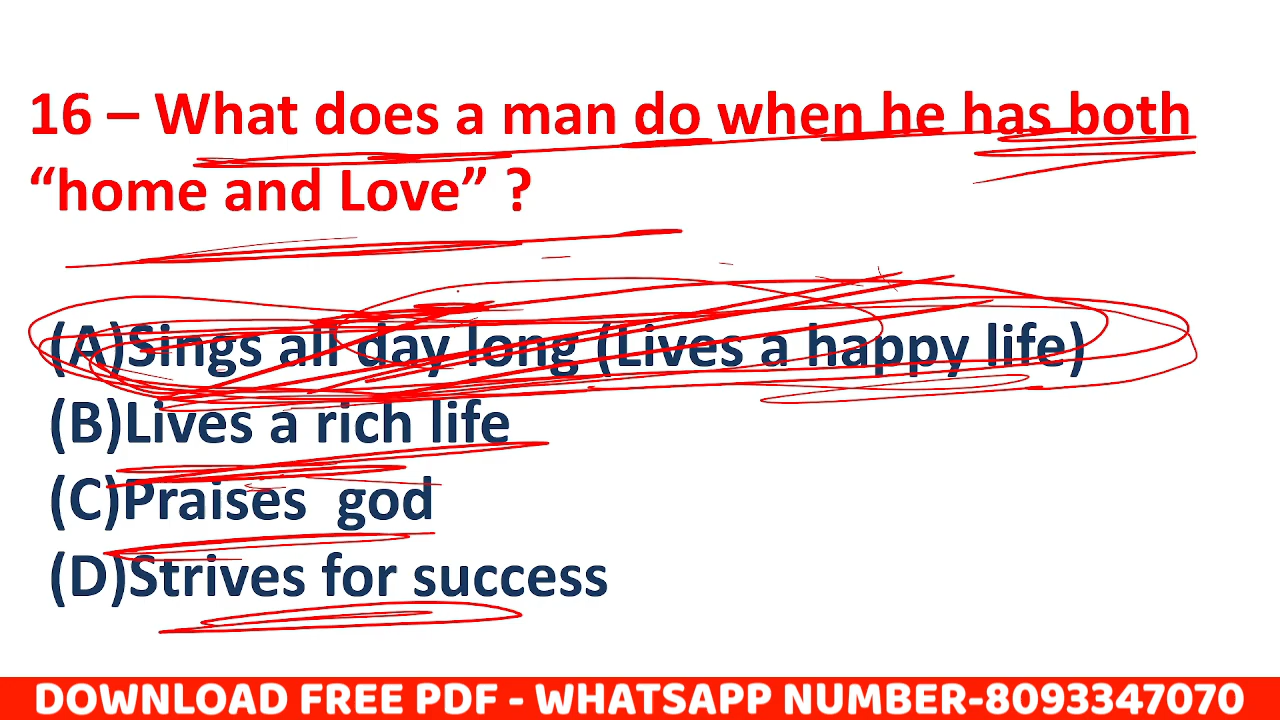 16 – What does a man do when he has both
“home and Love” ?
(A)Sings all day long (Lives a happy life)
(B)Lives a rich life
(C)Praises god
(D)Strives for success
DOWNLOAD FREE PDF - WHATSAPP NUMBER-8093347070